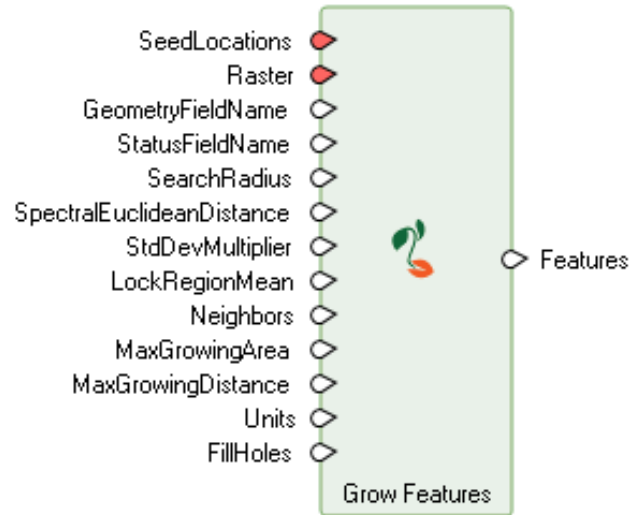 SeedLocations
Raster
GeometryFieldName
StatusFieldName
SearchRadius
SpectralEuclideanDistance
StdDevMultiplier
LockRegionMean
Neighbors
MaxGrowingArea
MaxGrowingDistance
Units
FillHoles
Features
Grow Features